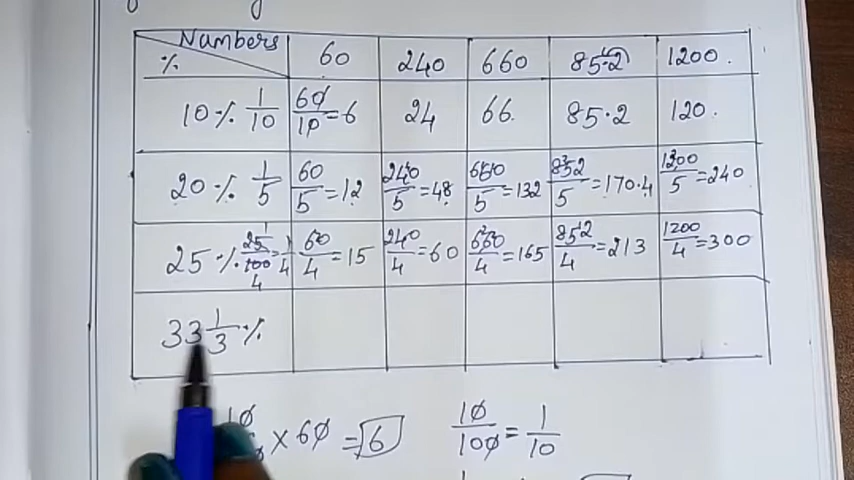 Numbers 60 240 660 85.2 1200.
%
10% 1/10 60/10=6 24 66. 85.2 120.
20% 1/5 60/5=12 240/5=48 660/5=132 852/5=170.4 1200/5=240
25% 25/100=1/4 60/4=15 240/4=60 660/4=165 852/4=213 1200/4=300
33 1/3 %
× 60 =6 10/100=1/10